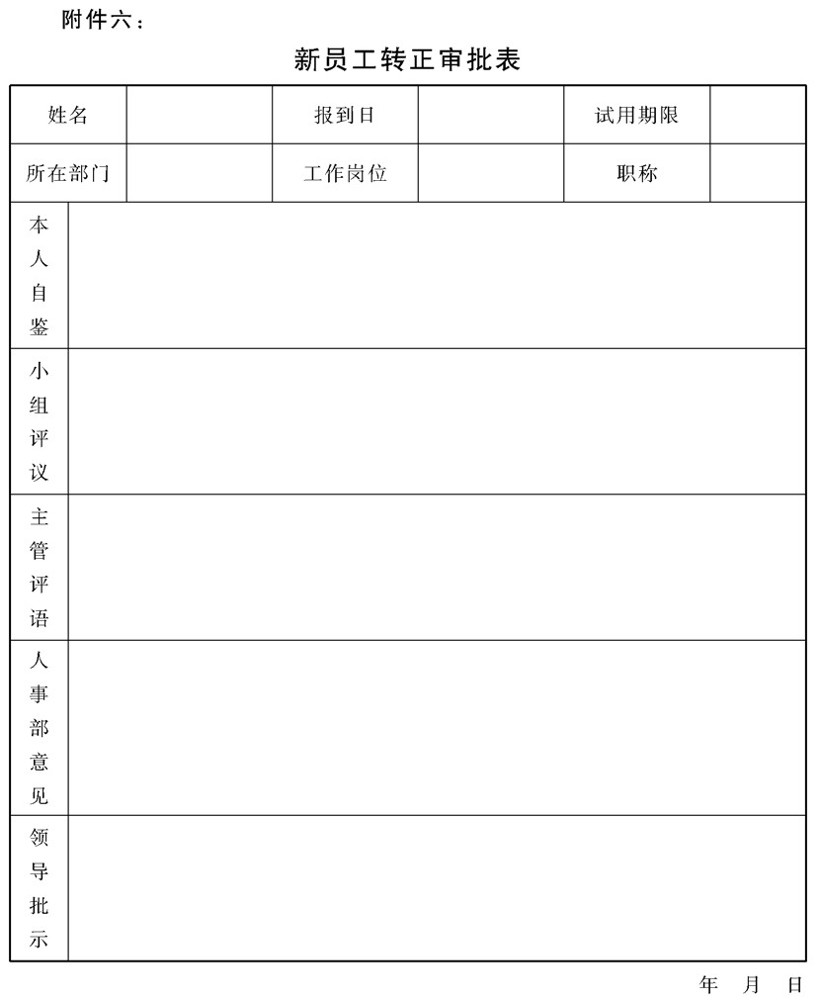 附件六：
新员工转正审批表
姓名 报到日 试用期限
所在部门 工作岗位 职称
本
人
自
鉴
小
组
评
议
主
管
评
语
人
事
部
意
见
领
导
批
示
年 月 日